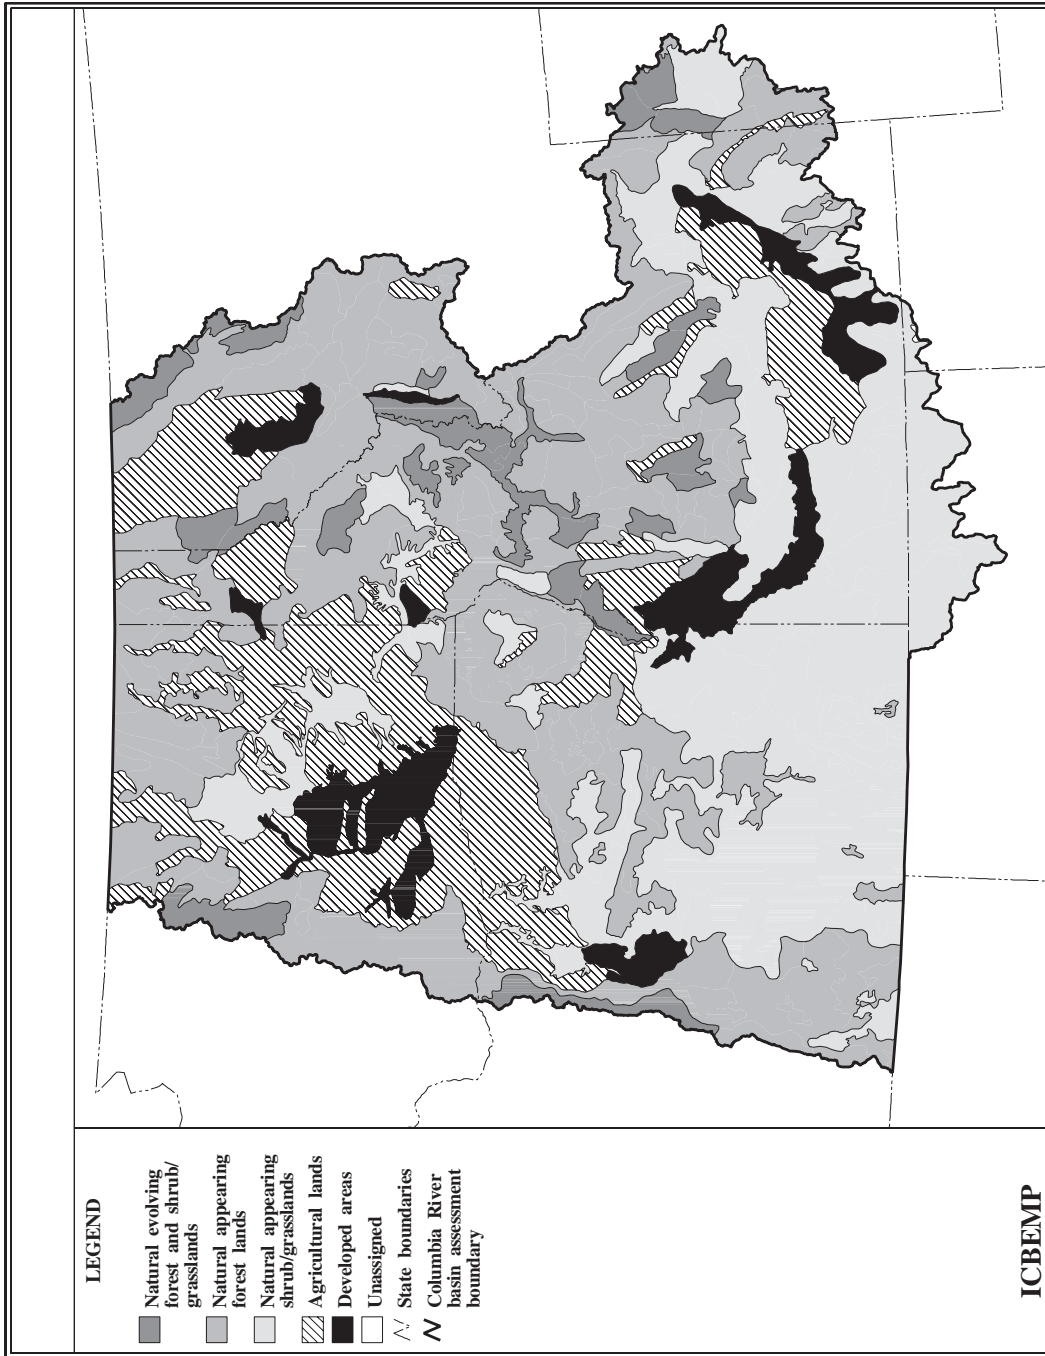 LEGEND
Natural evolving
forest and shrub/
grasslands
Natural appearing
forest lands
Natural appearing
shrub/grasslands
Agricultural lands
Developed areas
Unassigned
State boundaries
Columbia River
basin assessment
boundary
ICBEMP